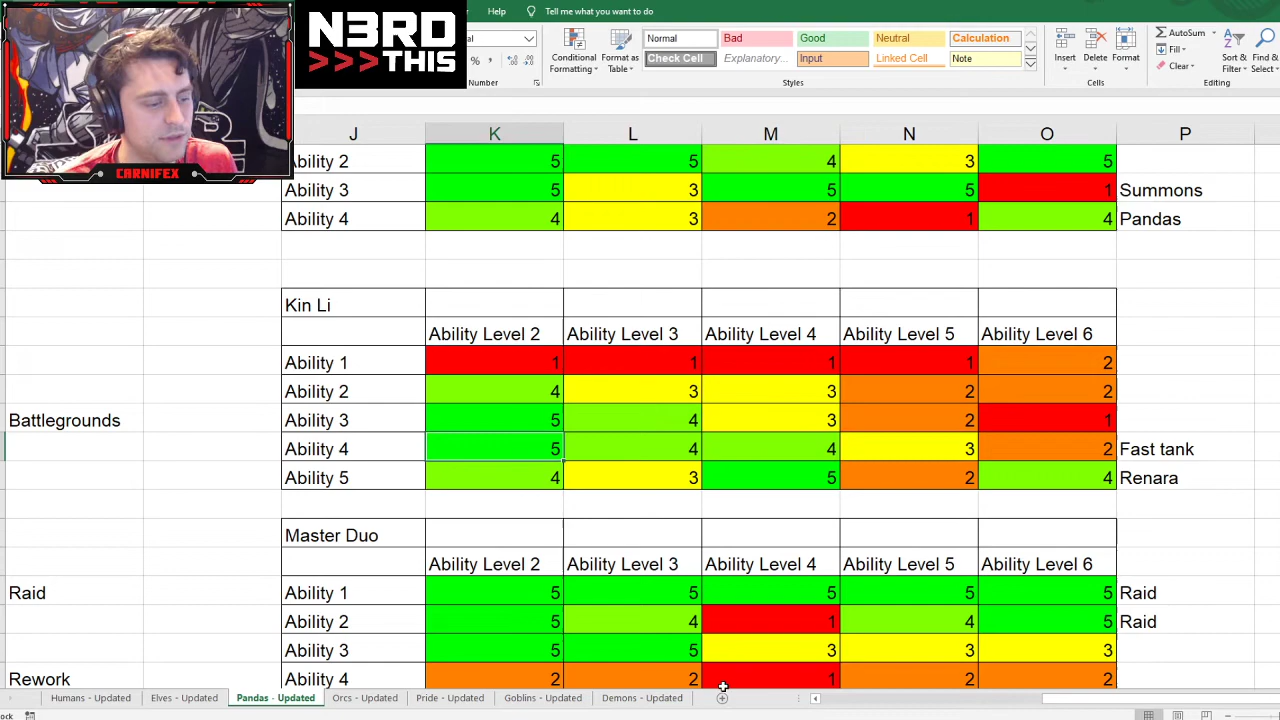 Help Tell me what you want to do
N3RD
>>> THIS
CARNIFEX
Number
Conditional
Formatting
Format as
Table
Normal Bad Good Neutral Calculation
Check Cell Explanatory... Input Linked Cell Note
Styles
Insert Delete Format
Cells
AutoSum
Fill
Clear
Sort &
Filter
Find &
Select
Editing
J K L M N O P
Ability 2 5 5 4 3 5
Ability 3 5 3 5 5 1 Summons
Ability 4 4 3 2 1 4 Pandas
Kin Li
Ability Level 2 Ability Level 3 Ability Level 4 Ability Level 5 Ability Level 6
Ability 1 1 1 1 1 2
Ability 2 4 3 3 2 2
Battlegrounds Ability 3 5 4 3 2 1
Ability 4 5 4 4 3 2 Fast tank
Ability 5 4 3 5 2 4 Renara
Master Duo
Ability Level 2 Ability Level 3 Ability Level 4 Ability Level 5 Ability Level 6
Raid Ability 1 5 5 5 5 5 Raid
Ability 2 5 4 1 4 5 Raid
Ability 3 5 5 3 3 3
Rework Ability 4 2 2 1 2 2
Humans - Updated Elves - Updated Pandas - Updated Orcs - Updated Pride - Updated Goblins - Updated Demons - Updated